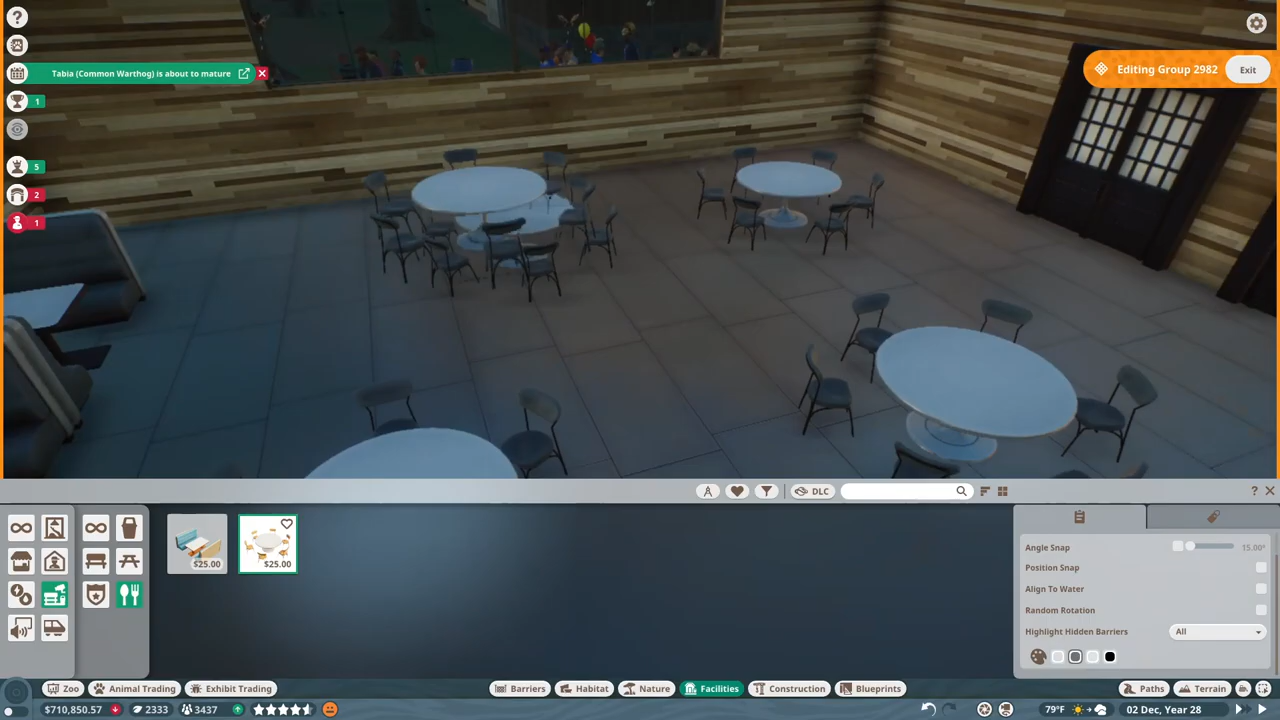 ?
Tabia (Common Warthog) is about to mature
1
5
2
1
Editing Group 2982
Exit
DLC
?
$25.00
$25.00
Angle Snap
15.00°
Position Snap
Align To Water
Random Rotation
Highlight Hidden Barriers
All
Zoo
Animal Trading
Exhibit Trading
Barriers
Habitat
Nature
Facilities
Construction
Blueprints
Paths
Terrain
$710,850.57
2333
3437
79°F
02 Dec, Year 28